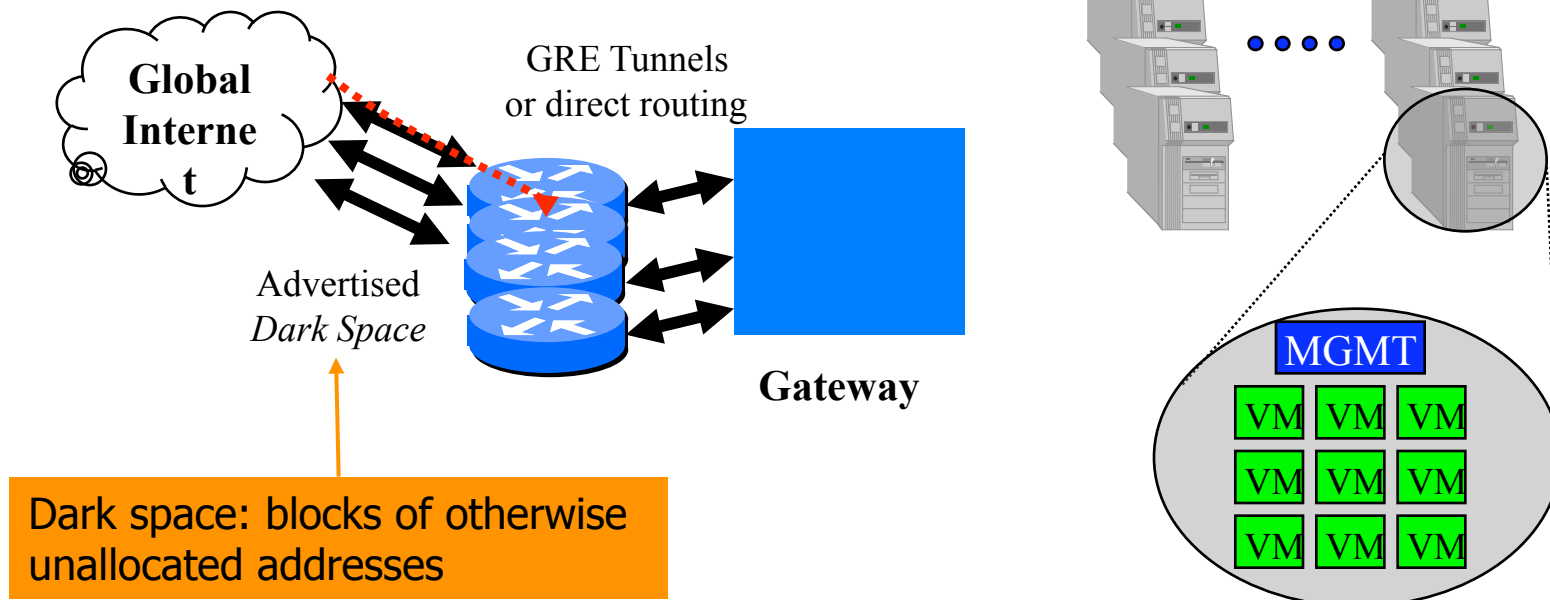 Global
Interne
t
GRE Tunnels
or direct routing
Advertised
Dark Space
Gateway
Dark space: blocks of otherwise
unallocated addresses
MGMT
VM VM VM
VM VM VM
VM VM VM